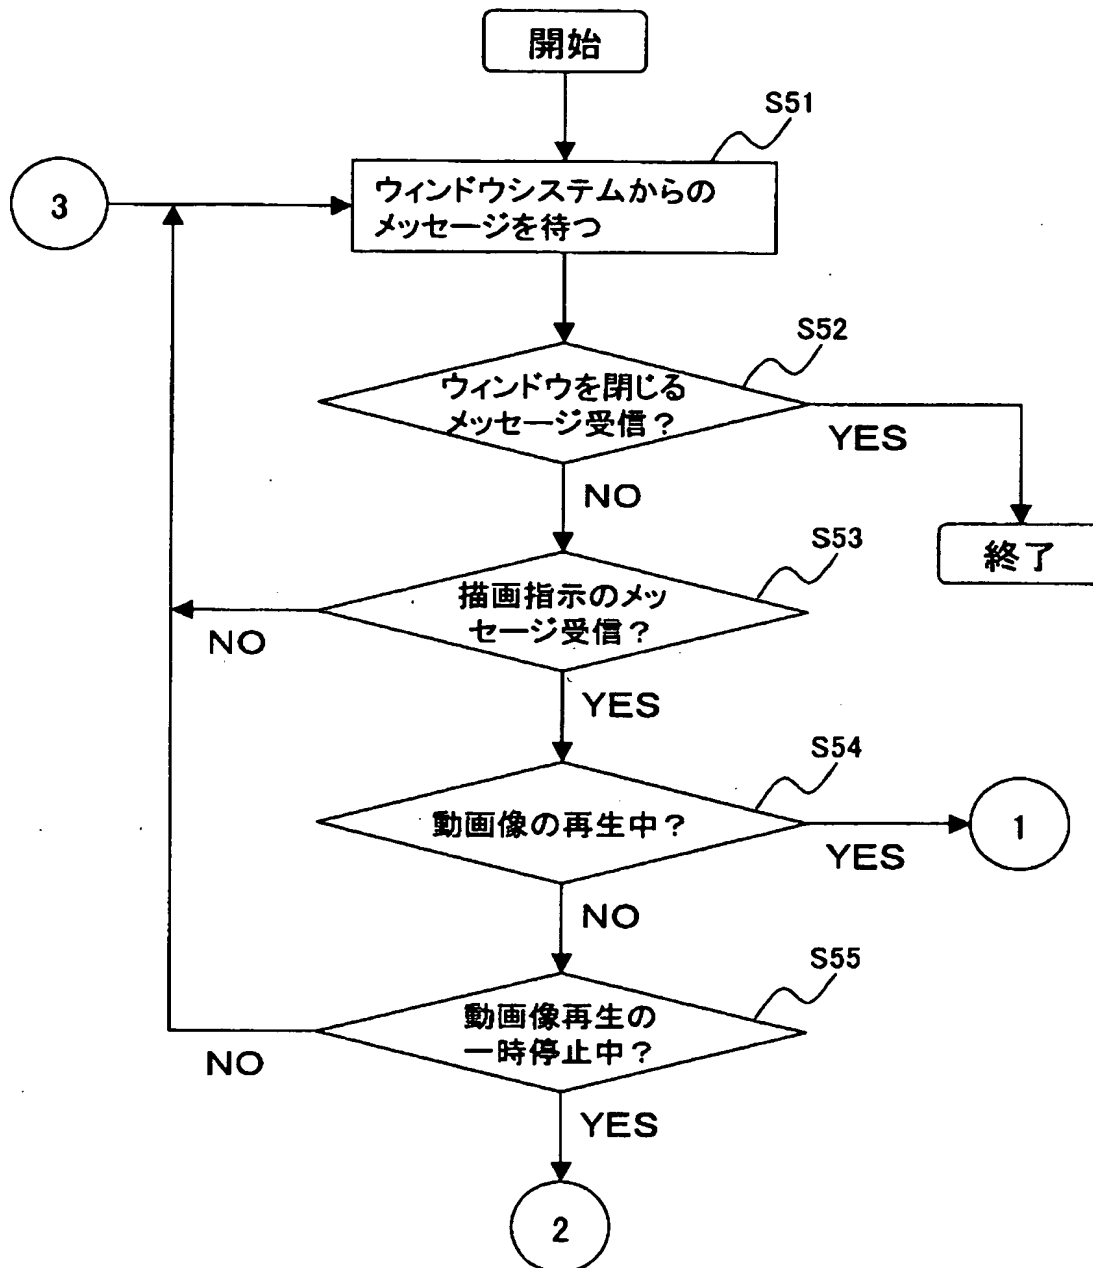 開始
S51
3
ウィンドウシステムからの
メッセージを待つ
S52
ウィンドウを閉じる
メッセージ受信？
YES
NO
終了
S53
描画指示のメッ
セージ受信？
NO
YES
S54
動画像の再生中？
1
YES
NO
S55
動画像再生の
一時停止中？
NO
YES
2